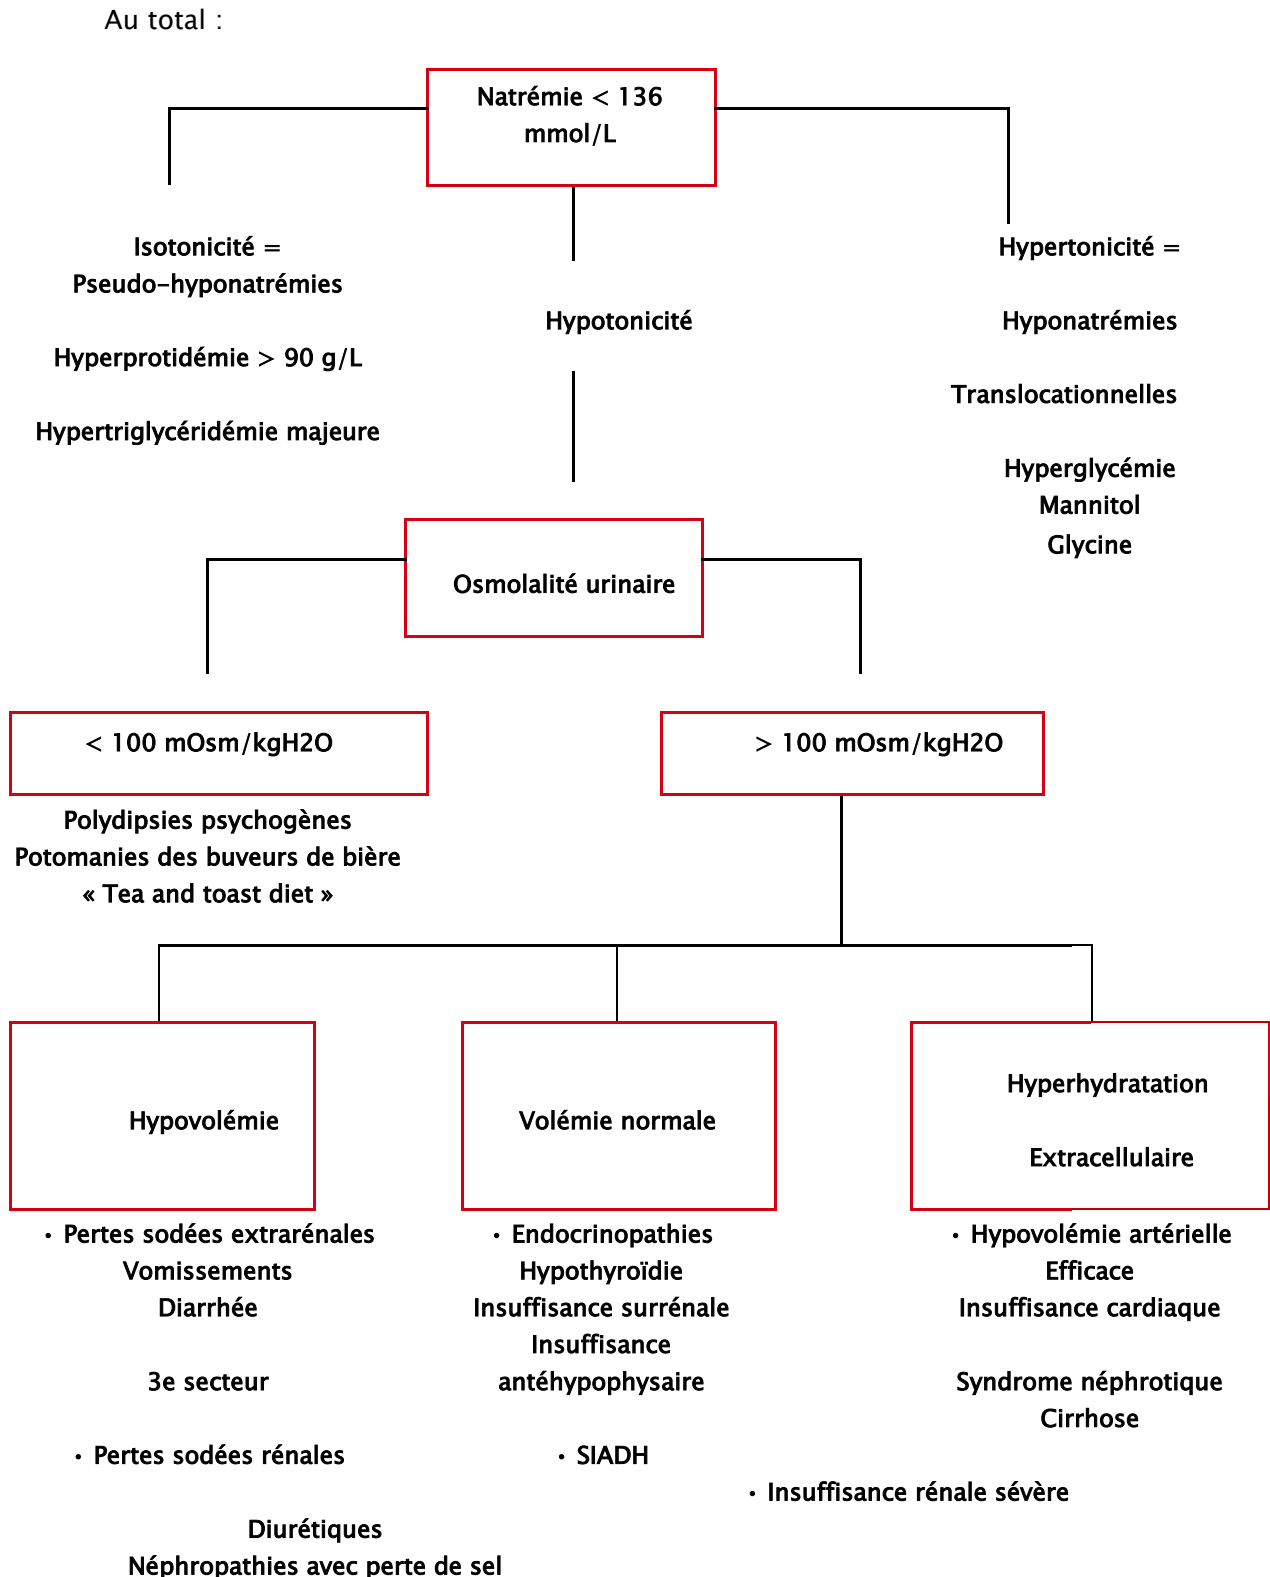 Au total :
Natrémie < 136
mmol/L
Isotonicité =
Pseudo-hyponatrémies
Hyperprotidémie > 90 g/L
Hypertriglycéridémie majeure
Hypotonicité
Hypertonicité =
Hyponatrémies
Translocationnelles
Hyperglycémie
Mannitol
Glycine
Osmolalité urinaire
< 100 mOsm/kgH2O
Polydipsies psychogènes
Potomanies des buveurs de bière
« Tea and toast diet »
> 100 mOsm/kgH2O
Hypovolémie
• Pertes sodées extrarénales
Vomissements
Diarrhée
3e secteur
• Pertes sodées rénales
Diurétiques
Néphropathies avec perte de sel
Volémie normale
• Endocrinopathies
Hypothyroïdie
Insuffisance surrénale
Insuffisance
antéhypophysaire
• SIADH
Hyperhydratation
Extracellulaire
• Hypovolémie artérielle
Efficace
Insuffisance cardiaque
Syndrome néphrotique
Cirrhose
• Insuffisance rénale sévère